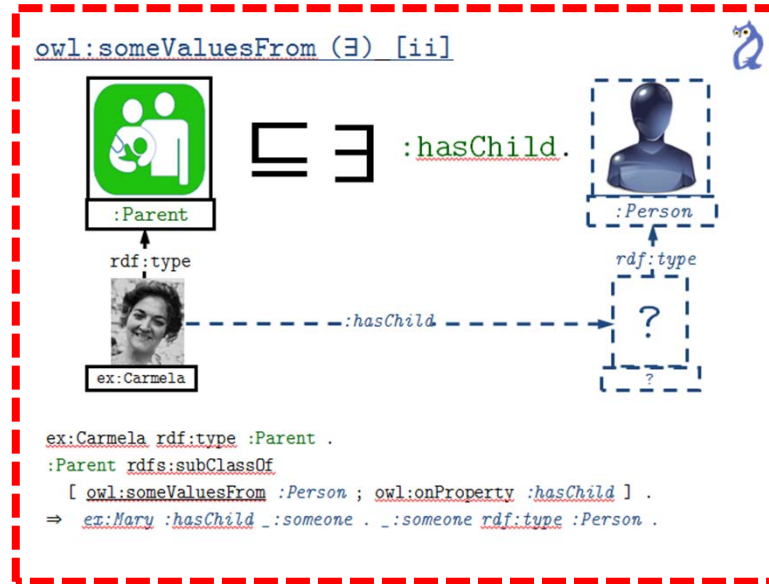 owl:someValuesFrom (∃) [ii]
⊑ ∃ :hasChild.
:Parent
:Person
rdf:type
rdf:type
:hasChild
?
ex:Carmela
?
ex:Carmela rdf:type :Parent .
:Parent rdfs:subClassOf
[ owl:someValuesFrom :Person ; owl:onProperty :hasChild ] .
⇒ ex:Mary :hasChild _:someone . _:someone rdf:type :Person .